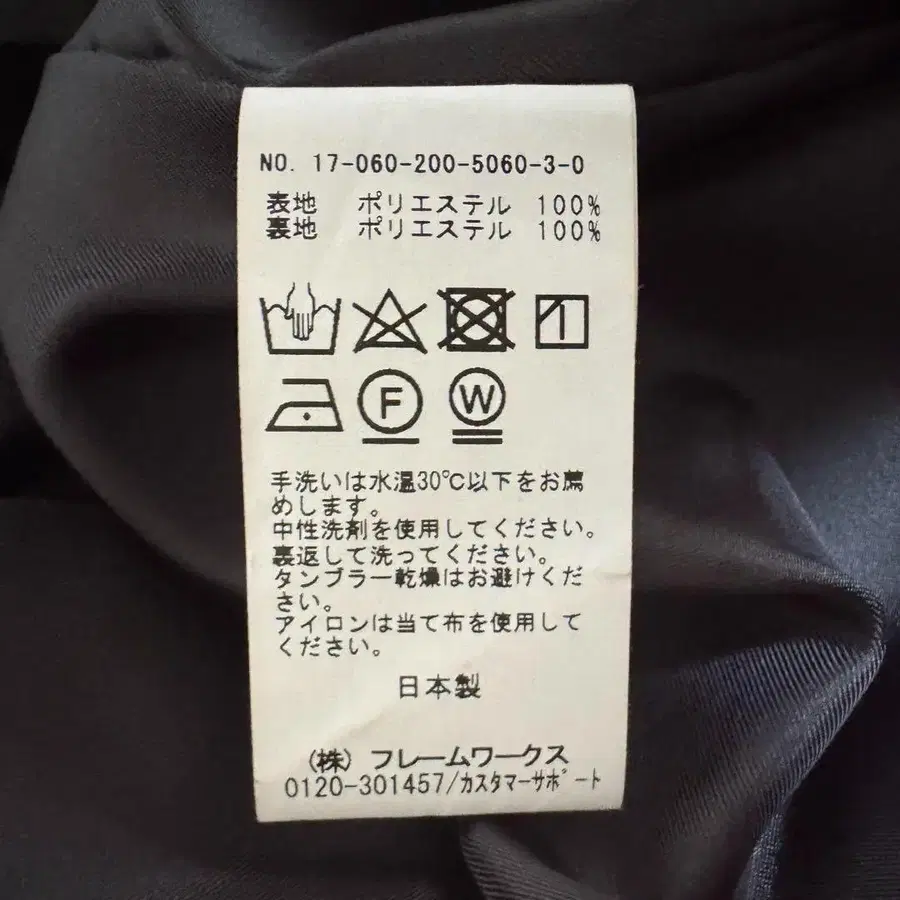 NO. 17-060-200-5060-3-0
表地 ポリエステル 100%
裏地 ポリエステル 100%
F W
手洗いは水温30℃以下をお薦
めします。
中性洗剤を使用してください。
裏返して洗ってください。
タンブラー乾燥はお避けくだ
さい。
アイロンは当て布を使用して
ください。
日本製
(株) フレームワークス
0120-301457/カスタマーサポート